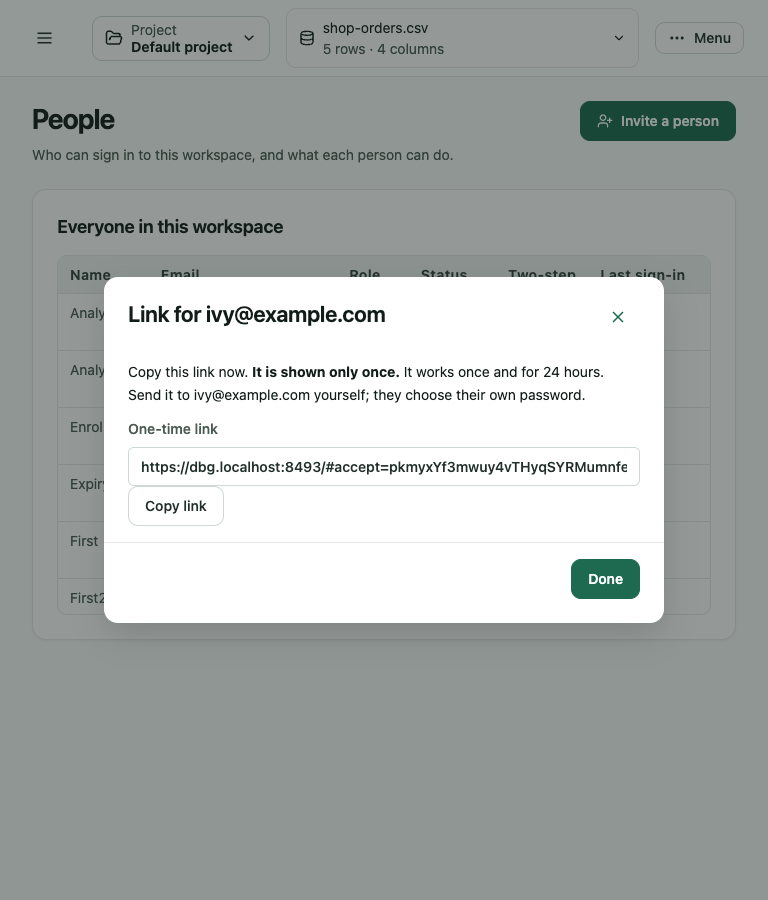 Project
Default project
shop-orders.csv
5 rows · 4 columns
Menu
People
Invite a person
Who can sign in to this workspace, and what each person can do.
Everyone in this workspace
Name Email Role Status Two-step Last sign-in
Analy
Analy
Enrol
Expiry
First
First2
Link for ivy@example.com
Copy this link now. It is shown only once. It works once and for 24 hours.
Send it to ivy@example.com yourself; they choose their own password.
One-time link
https://dbg.localhost:8493/#accept=pkmyxYf3mwuy4vTHyqSYRMumnfe
Copy link
Done